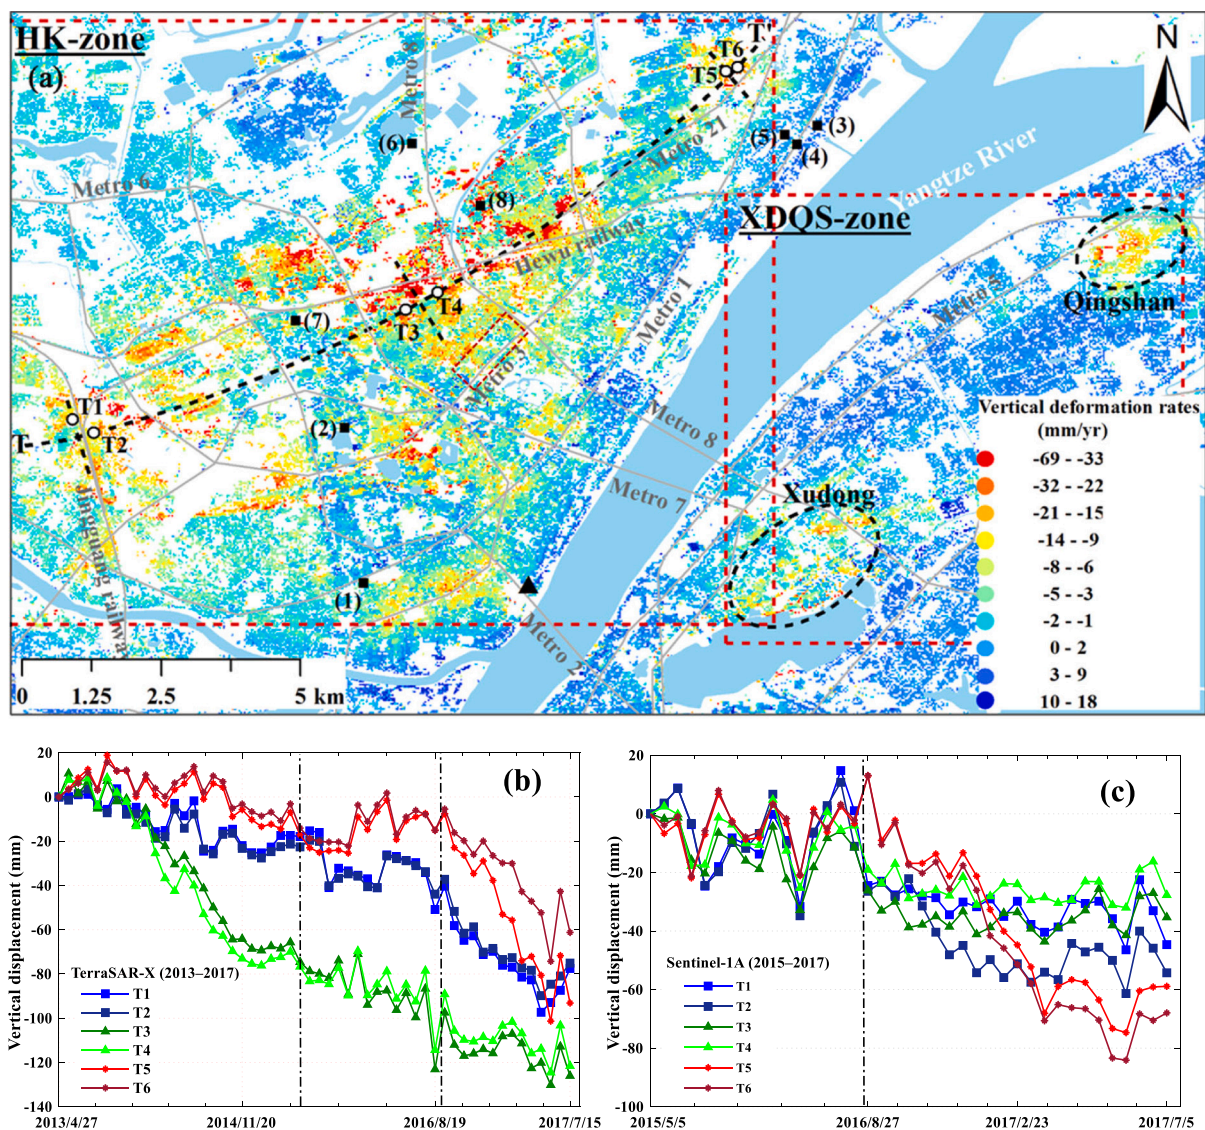 HK-zone
(a)
Metro 8
T6
T'
T5
N
Metro 21
(3)
(5)
(4)
(6)
Yangtze River
Metro 6
(8)
XDQS-zone
Hewu railway
Metro 1
Metro 5
Qingshan
T4
T3
(7)
Metro 3
T1
T
T2
(2)
Metro 8
Metro 7
Xudong
Jingguang railway
(1)
Metro 2
0 1.25 2.5 5 km
Vertical deformation rates
(mm/yr)
-69 - -33
-32 - -22
-21 - -15
-14 - -9
-8 - -6
-5 - -3
-2 - -1
0 - 2
3 - 9
10 - 18
(b)
Vertical displacement (mm)
20
0
-20
-40
-60
-80
-100
-120
-140
TerraSAR-X (2013–2017)
T1
T2
T3
T4
T5
T6
2013/4/27 2014/11/20 2016/8/19 2017/7/15
(c)
Vertical displacement (mm)
20
0
-20
-40
-60
-80
-100
Sentinel-1A (2015–2017)
T1
T2
T3
T4
T5
T6
2015/5/5 2016/8/27 2017/2/23 2017/7/5